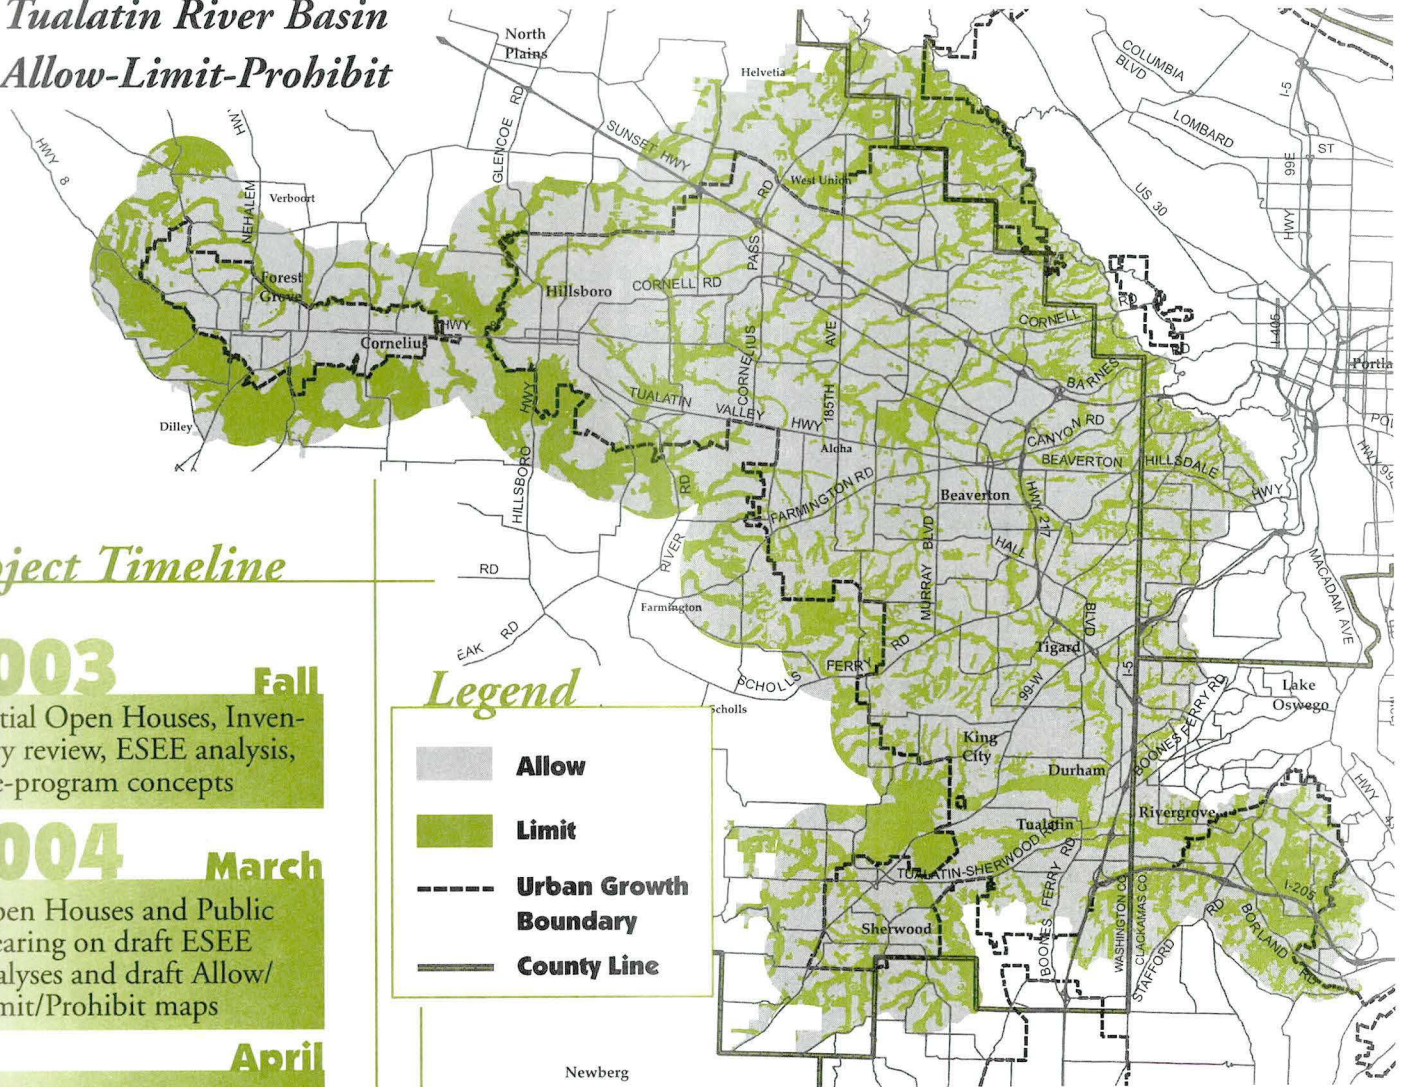 Tualatin River Basin
Allow-Limit-Prohibit
North
Plains
Helvetia
COLUMBIA
BLVD
I-5
LOMBARD
ST
99E
HWY
US 30
HWY 8
HW
NEHALEM
Verboort
GLENCOE RD
SUNSET HWY
West Union
RD
PASS
Forest
Grove
Hillsboro
CORNELL RD
CORNELIUS
AVE
185TH
CORNELL
RD
RD
I-405
Portla
HWY
Cornelius
BARNES
TUALATIN
VALLEY
HWY
HWY
CANYON RD
Aloha
BEAVERTON
HILLSDALE
HWY
HWY 99
Dilley
HILLSBORO
RD
FARMINGTON RD
Beaverton
HWY 217
HALL
BLVD
MURRAY BLVD
MACADAM AVE
RIVER
RD
Farmington
EAK RD
SCHOLLS
FERRY
RD
Scholls
Tigard
99-W
I-5
Lake
Oswego
BOONES FERRY RD
King
City
Durham
HWY
Rivergrove
Tualatin
TUALATIN-SHERWOOD RD
BOONES FERRY RD
I-205
BORLAND RD
Sherwood
WASHINGTON CO.
CLACKAMAS CO.
STAFFORD RD
Newberg
oject Timeline
003
Fall
tial Open Houses, Inven-
y review, ESEE analysis,
e-program concepts
004
March
pen Houses and Public
earing on draft ESEE
alyses and draft Allow/
mit/Prohibit maps
April
Legend
Allow
Limit
Urban Growth
Boundary
County Line